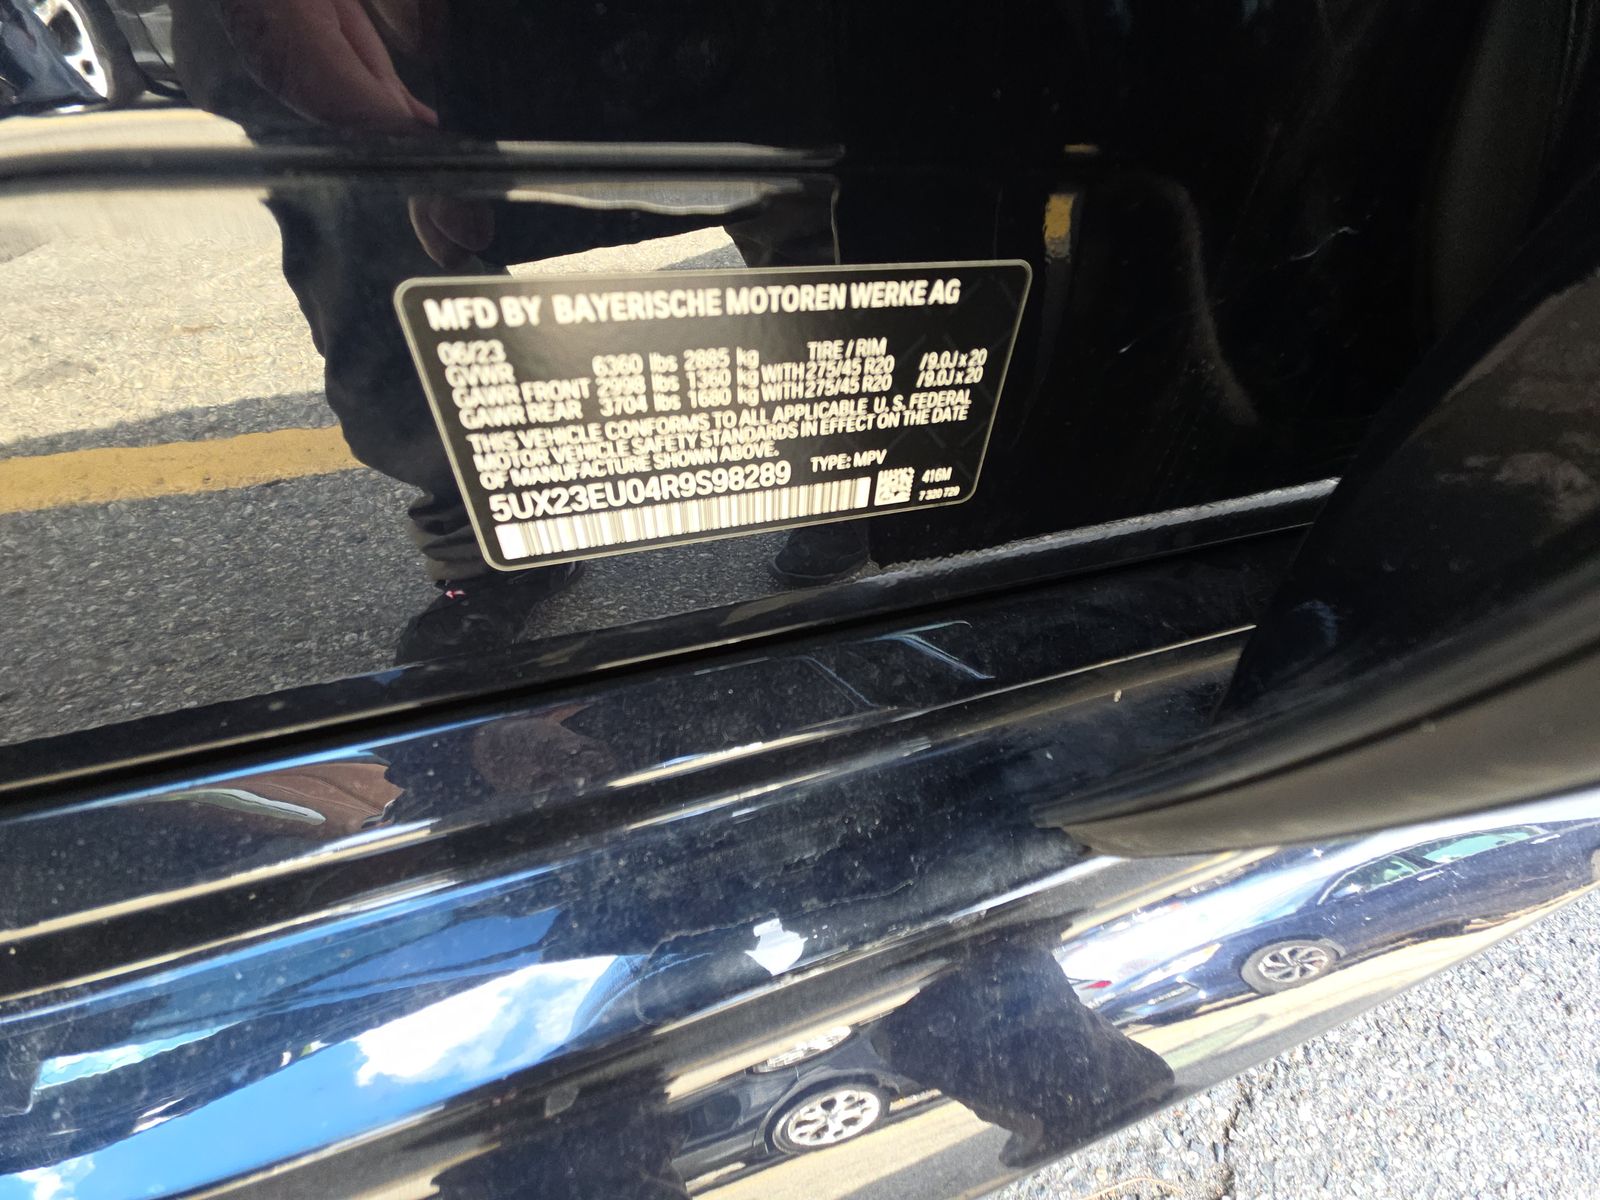 MFD BY BAYERISCHE MOTOREN WERKE AG
06/23 TIRE / RIM
GVWR 6360 lbs 2885 kg
GAWR FRONT 2998 lbs 1360 kg WITH 275/45 R20 /9.0J x 20
GAWR REAR 3704 lbs 1680 kg WITH 275/45 R20 /9.0J x 20
THIS VEHICLE CONFORMS TO ALL APPLICABLE U. S. FEDERAL
MOTOR VEHICLE SAFETY STANDARDS IN EFFECT ON THE DATE
OF MANUFACTURE SHOWN ABOVE.
5UX23EU04R9S98289 TYPE: MPV
416M
7 320 720